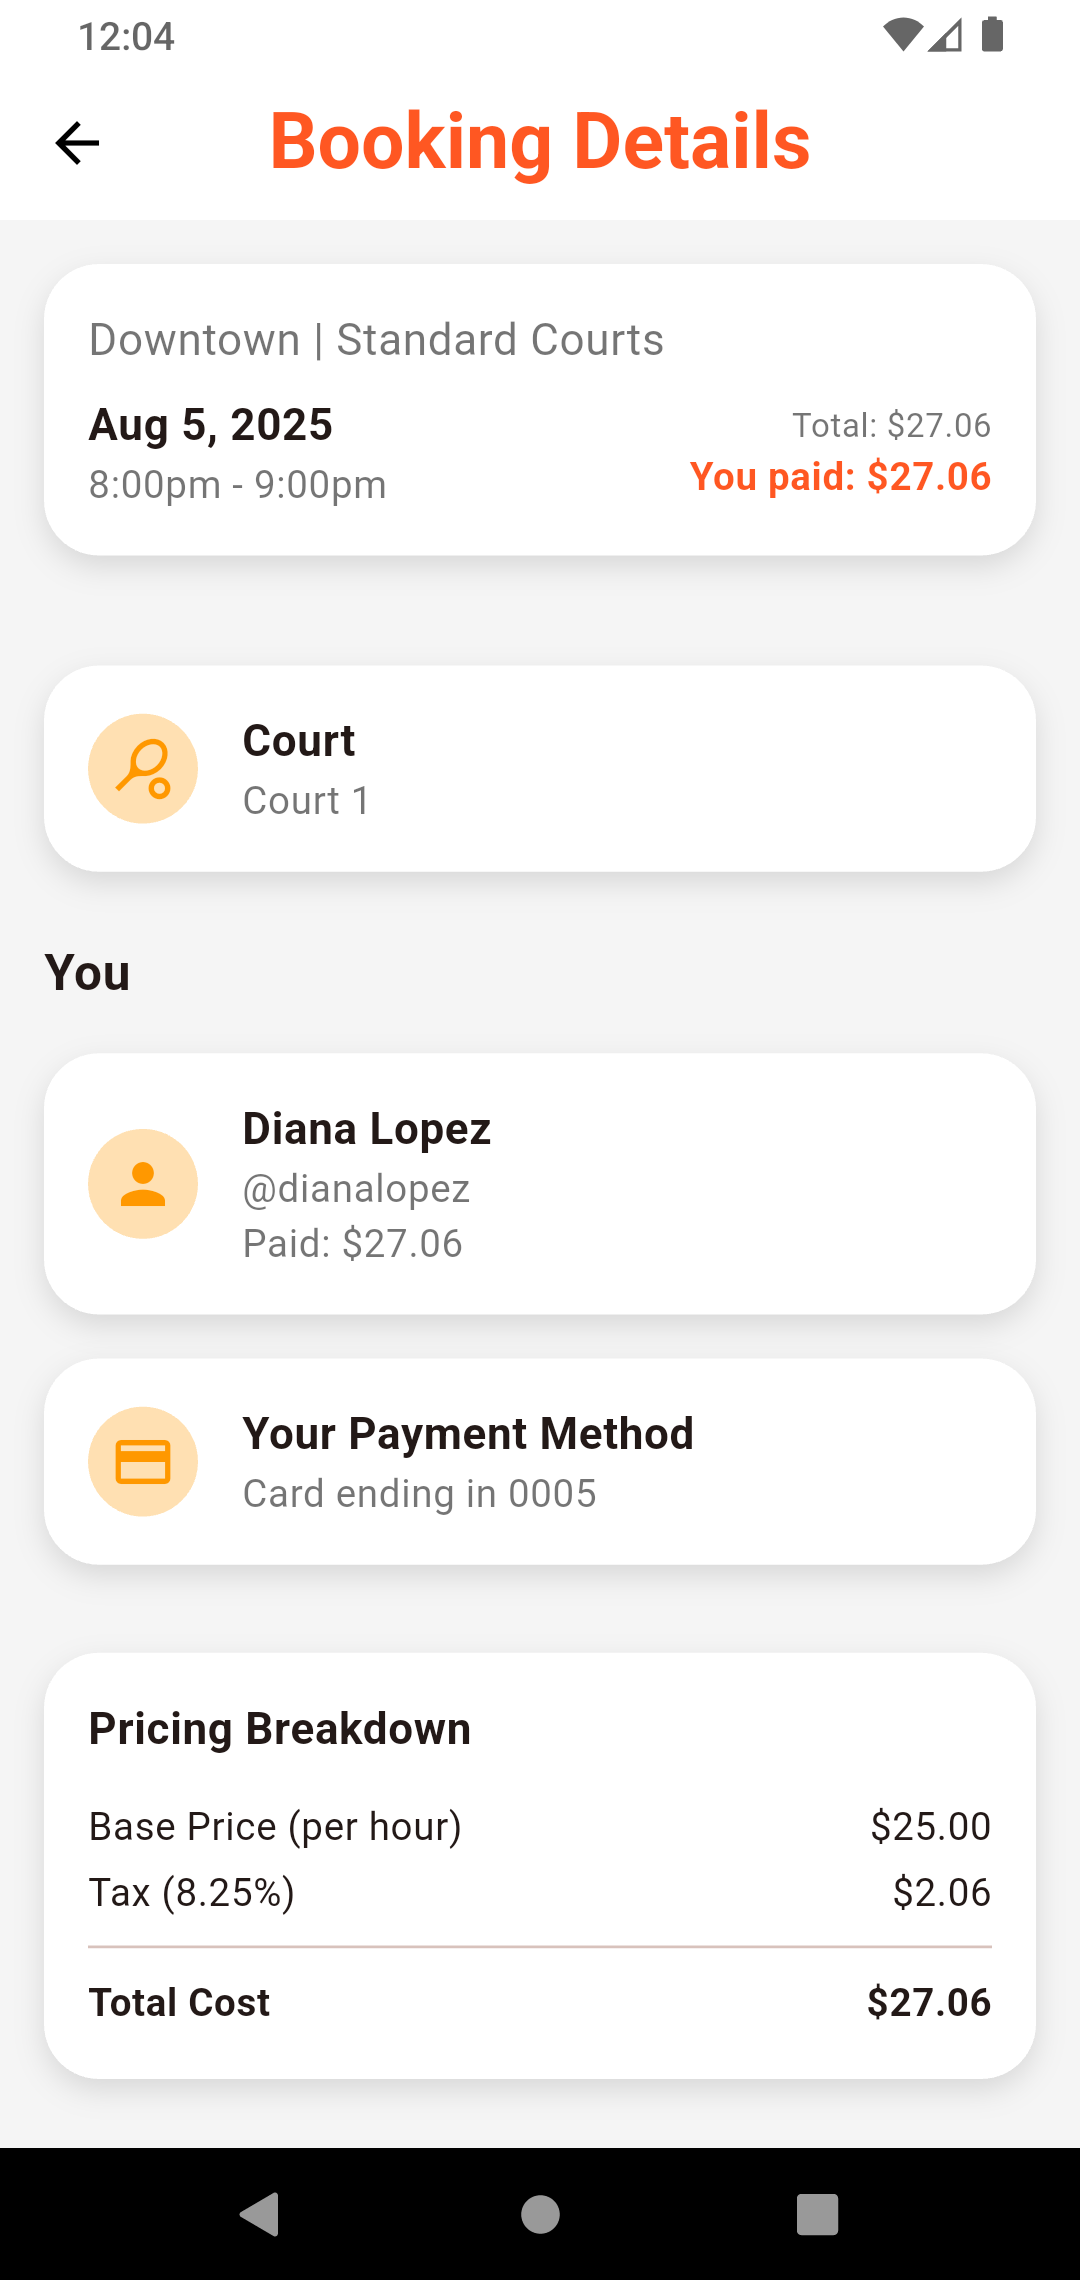 12:04
Booking Details
Downtown | Standard Courts
Aug 5, 2025
8:00pm - 9:00pm
Total: $27.06
You paid: $27.06
Court
Court 1
You
Diana Lopez
@dianalopez
Paid: $27.06
Your Payment Method
Card ending in 0005
Pricing Breakdown
Base Price (per hour) $25.00
Tax (8.25%) $2.06
Total Cost $27.06